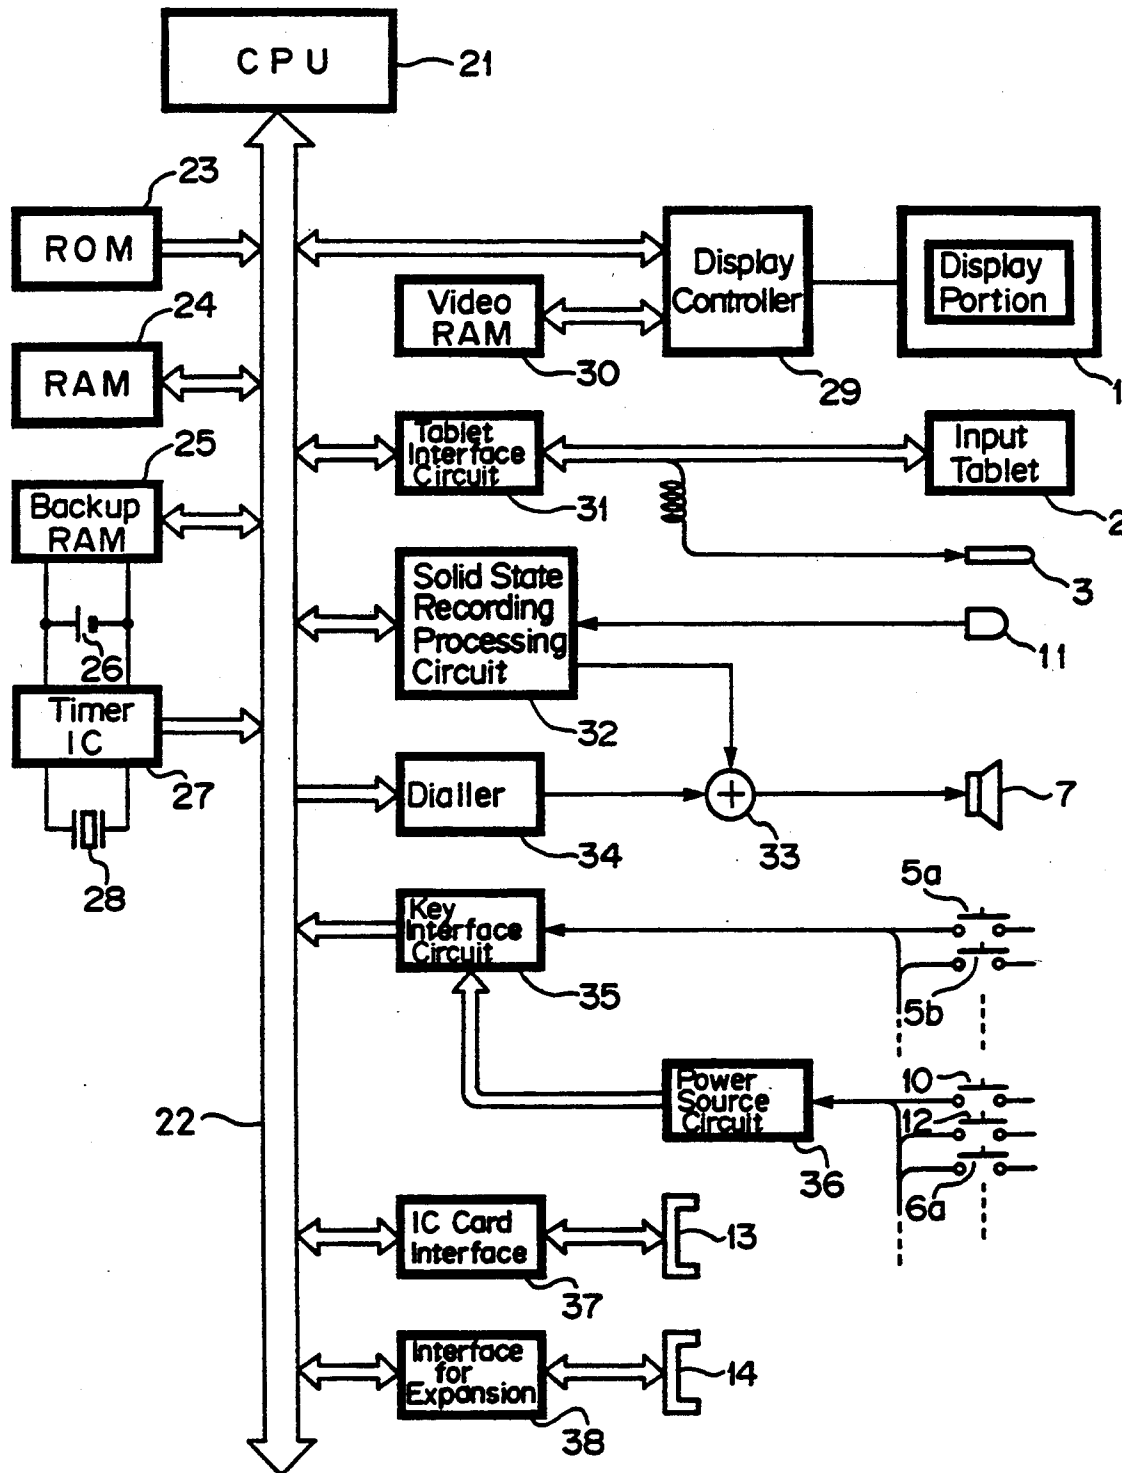 CPU
21
23
ROM
Display
Controller
Display
Portion
24
Video
RAM
30
29
1
RAM
25
Tablet
Interface
Circuit
31
Input
Tablet
2
Backup
RAM
3
Solid State
Recording
Processing
Circuit
11
26
32
Timer
IC
27
Dialler
34
33
7
28
5a
Key
Interface
Circuit
35
5b
Power
Source
Circuit
36
10
12
6a
22
IC Card
Interface
37
13
Interface
for
Expansion
38
14